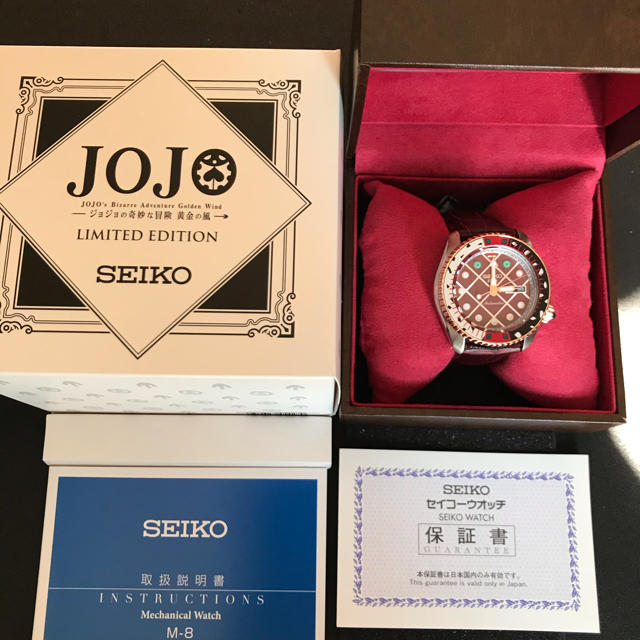 JOJO
JOJO's Bizarre Adventure Golden Wind
ジョジョの奇妙な冒険 黄金の風
LIMITED EDITION
SEIKO
SEIKO
SEIKO
取扱説明書
INSTRUCTIONS
Mechanical Watch
M-8
SEIKO
セイコーウオッチ
SEIKO WATCH
保証書
GUARANTEE
本保証書は日本国内のみ有効です。
This guarantee is valid only in Japan.